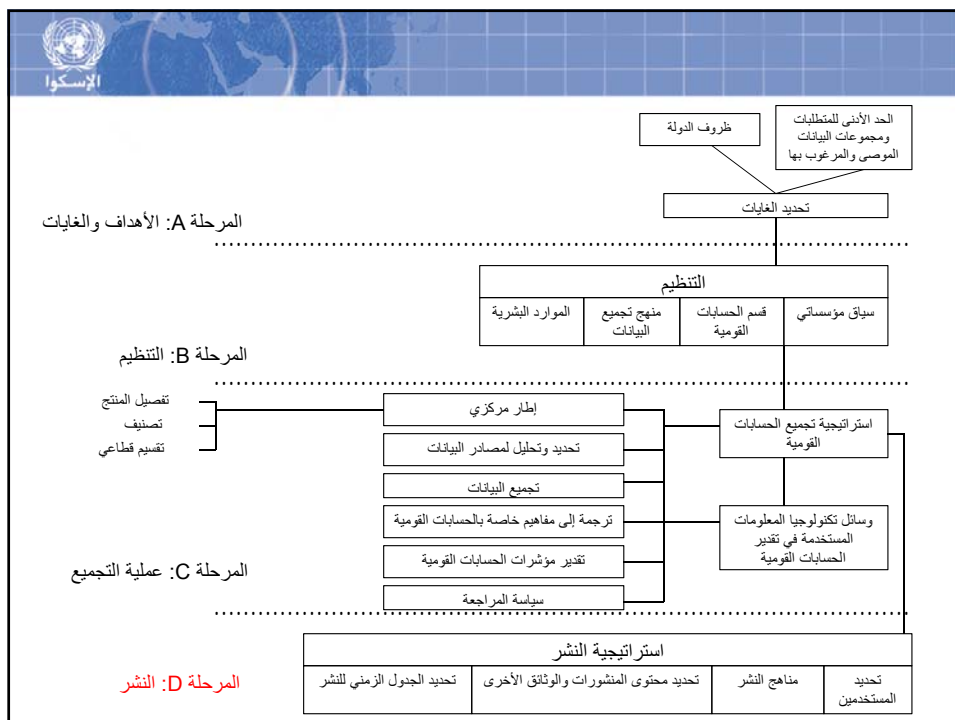 الإسكوا
الحد الأدنى للمتطلبات
ومجموعات البيانات
الموصى والمرغوب بها
ظروف الدولة
تحديد الغايات
المرحلة A: الأهداف والغايات
التنظيم
سياق مؤسساتي
قسم الحسابات
القومية
منهج تجميع
البيانات
الموارد البشرية
المرحلة B: التنظيم
استراتيجية تجميع الحسابات
القومية
إطار مركزي
تفصيل المنتج
تصنيف
تقسيم قطاعي
تحديد وتحليل لمصادر البيانات
تجميع البيانات
وسائل تكنولوجيا المعلومات
المستخدمة في تقدير
الحسابات القومية
ترجمة إلى مفاهيم خاصة بالحسابات القومية
تقدير مؤشرات الحسابات القومية
سياسة المراجعة
المرحلة C: عملية التجميع
استراتيجية النشر
تحديد
المستخدمين
مناهج النشر
تحديد محتوى المنشورات والوثائق الأخرى
تحديد الجدول الزمني للنشر
المرحلة D: النشر